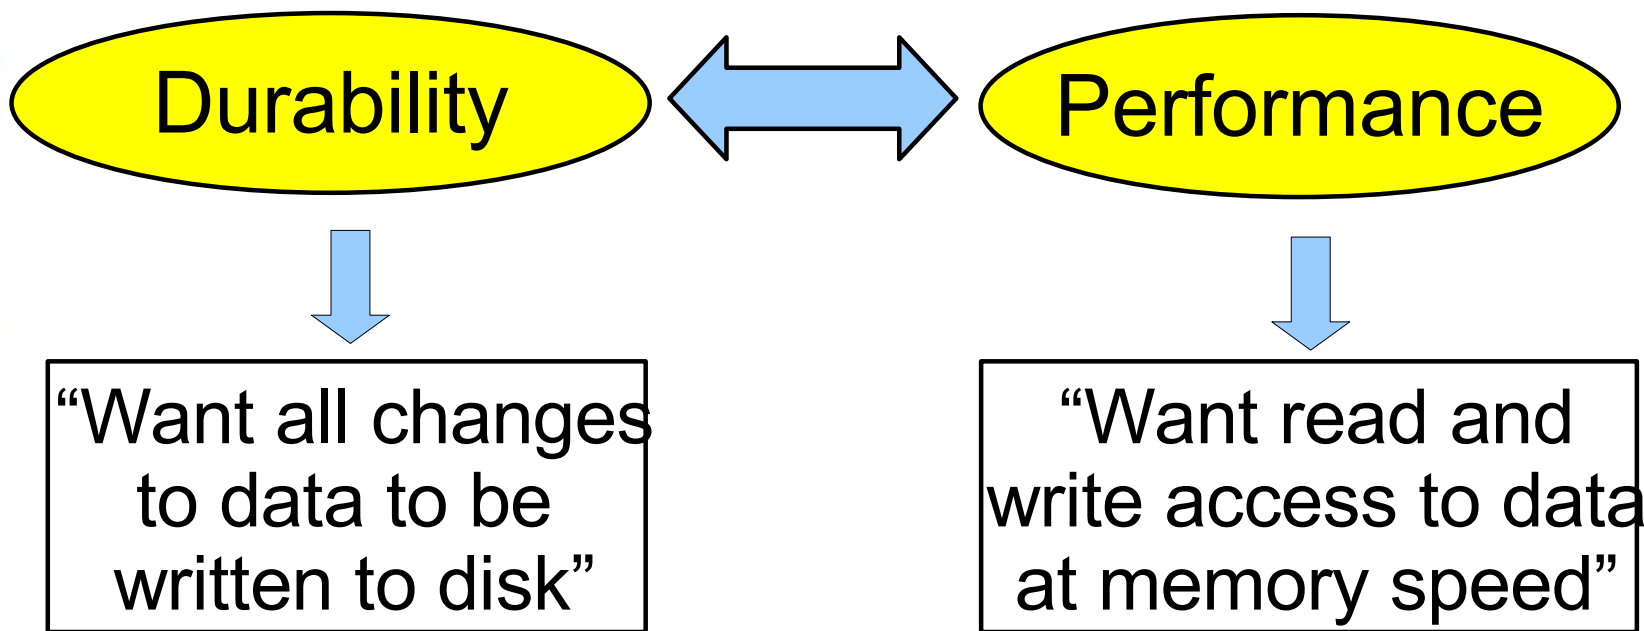 Durability
Performance
“Want all changes
to data to be
written to disk”
“Want read and
write access to data
at memory speed”